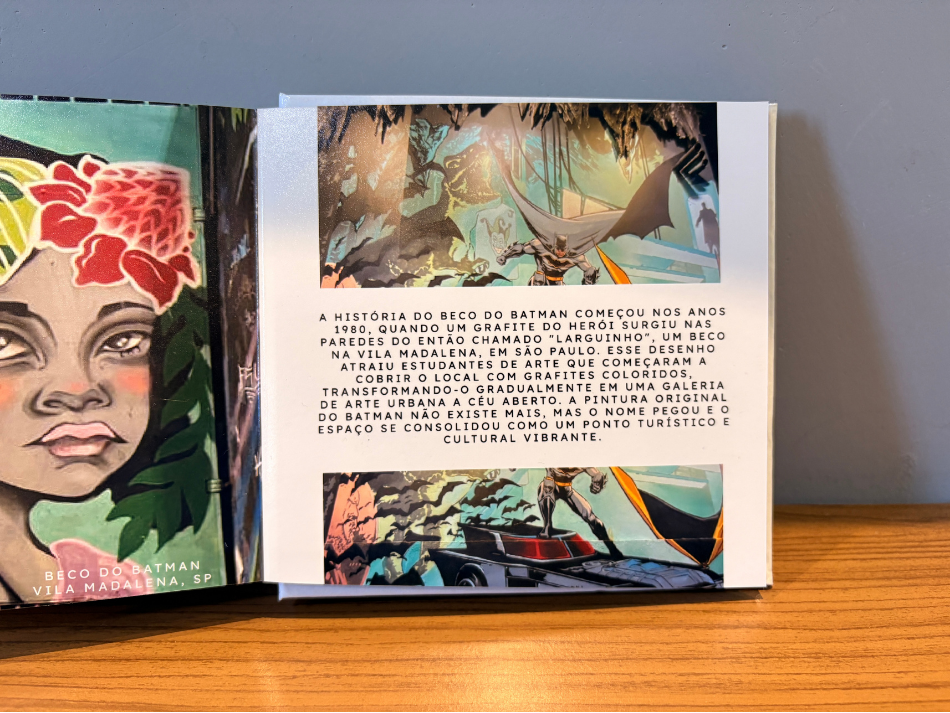 BECO DO BATMAN
VILA MADALENA, SP
A HISTÓRIA DO BECO DO BATMAN COMEÇOU NOS ANOS
1980, QUANDO UM GRAFITE DO HERÓI SURGIU NAS
PAREDES DO ENTÃO CHAMADO "LARGUINHO", UM BECO
NA VILA MADALENA, EM SÃO PAULO. ESSE DESENHO
ATRAIU ESTUDANTES DE ARTE QUE COMEÇARAM A
COBRIR O LOCAL COM GRAFITES COLORIDOS,
TRANSFORMANDO-O GRADUALMENTE EM UMA GALERIA
DE ARTE URBANA A CÉU ABERTO. A PINTURA ORIGINAL
DO BATMAN NÃO EXISTE MAIS, MAS O NOME PEGOU E O
ESPAÇO SE CONSOLIDOU COMO UM PONTO TURÍSTICO E
CULTURAL VIBRANTE.